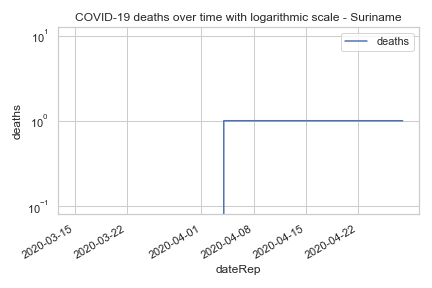 COVID-19 deaths over time with logarithmic scale - Suriname
deaths
10¹
10⁰
10⁻¹
deaths
2020-03-15
2020-03-22
2020-04-01
2020-04-08
2020-04-15
2020-04-22
dateRep